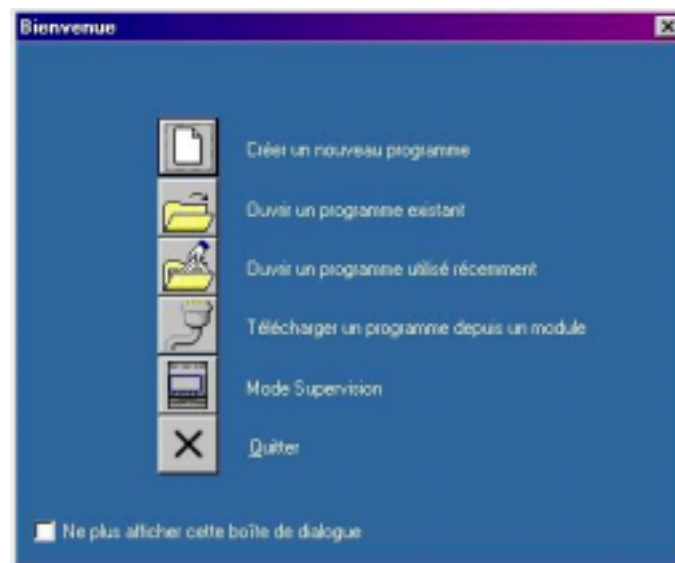 Bienvenue
Créer un nouveau programme
Ouvrir un programme existant
Ouvrir un programme utilisé récemment
Télécharger un programme depuis un module
Mode Supervision
Quitter
Ne plus afficher cette boîte de dialogue